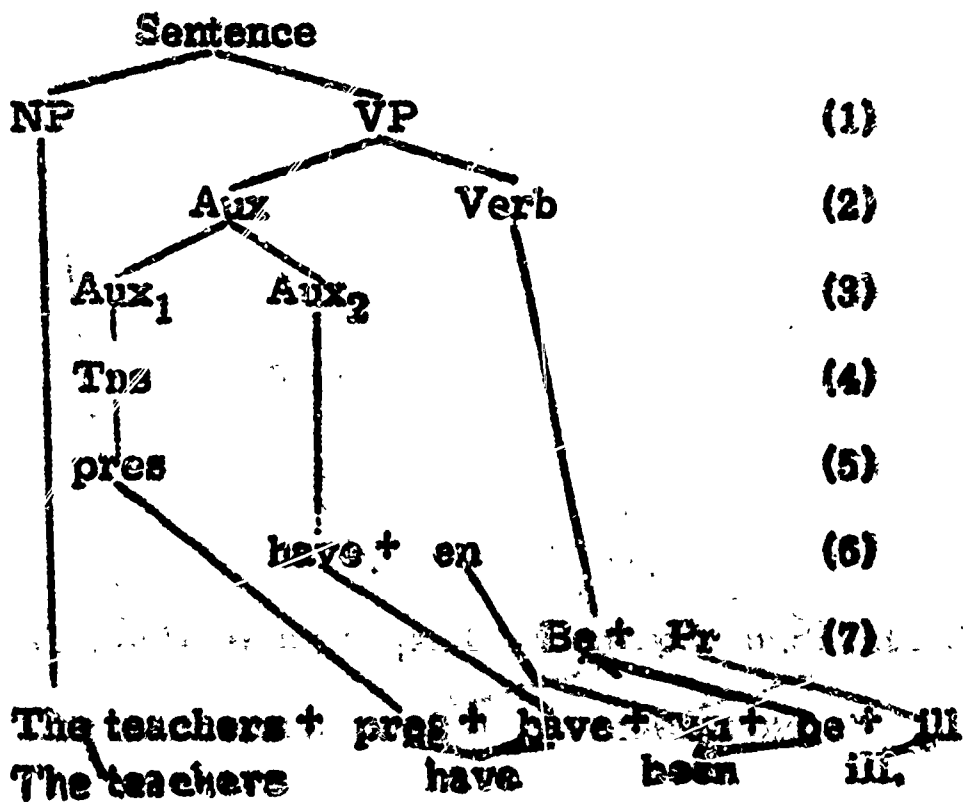 Sentence
NP VP (1)
Aux Verb (2)
Aux1 Aux2 (3)
Tns (4)
pres (5)
have + en (6)
Be + Pr (7)
The teachers + pres + have + en + be + ill
The teachers have been ill.